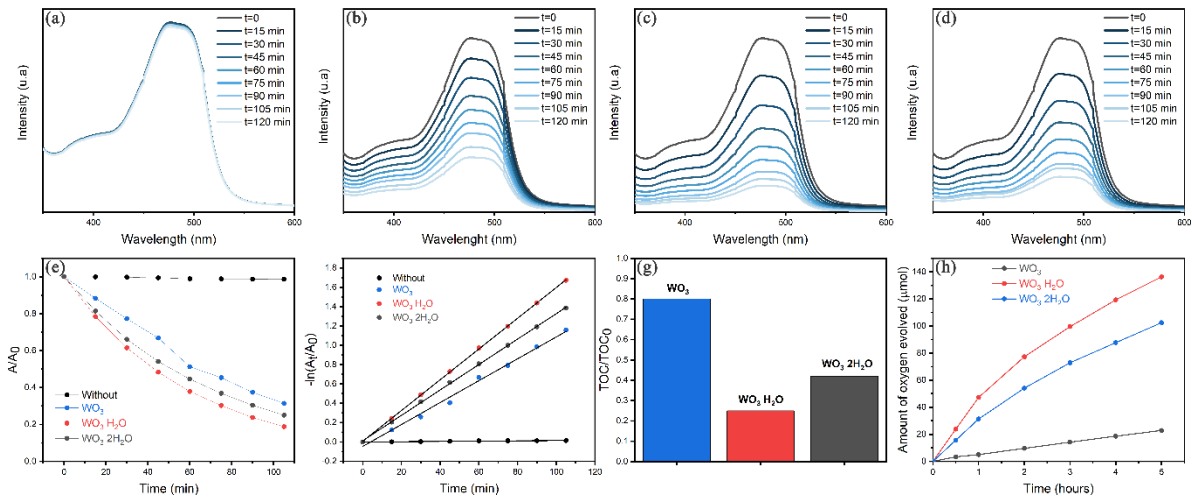 (a)
t=0
t=15 min
t=30 min
t=45 min
t=60 min
t=75 min
t=90 min
t=105 min
t=120 min
Intensity (u.a)
400
500
600
Wavelength (nm)
(b)
t=0
t=15 min
t=30 min
t=45 min
t=60 min
t=75 min
t=90 min
t=105 min
t=120 min
Intensity (u.a)
400
500
600
Wavelenght (nm)
(c)
t=0
t=15 min
t=30 min
t=45 min
t=60 min
t=75 min
t=90 min
t=105 min
t=120 min
Intensity (u.a)
400
500
600
Wavelength (nm)
(d)
t=0
t=15 min
t=30 min
t=45 min
t=60 min
t=75 min
t=90 min
t=105 min
t=120 min
Intensity (u.a)
400
500
600
Wavelength (nm)
(e)
A/A0
1,0
0,8
0,6
0,4
0,2
0,0
Without
WO3
WO3 H2O
WO3 2H2O
0 20 40 60 80 100
Time (min)
-ln(At/A0)
1.8
1.6
1.4
1.2
1.0
0.8
0.6
0.4
0.2
0.0
-0.2
Without
WO3
WO3 H2O
WO3 2H2O
0 20 40 60 80 100 120
Time (min)
(g)
TOC/TOC0
1.0
0.9
0.8
0.7
0.6
0.5
0.4
0.3
0.2
0.1
0.0
WO3
WO3 H2O
WO3 2H2O
(h)
Amount of oxygen evolved (µmol)
140
120
100
80
60
40
20
0
WO3
WO3 H2O
WO3 2H2O
0 1 2 3 4 5
Time (hours)